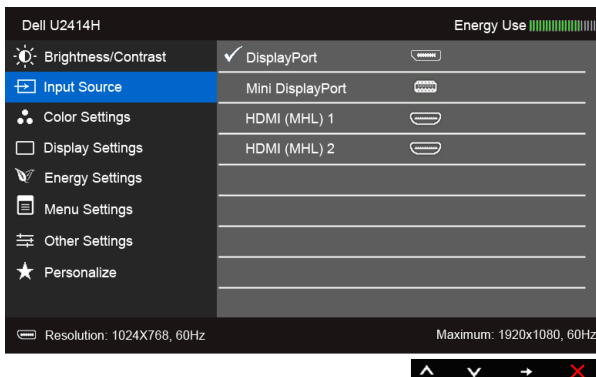 Dell U2414H Energy Use
Brightness/Contrast DisplayPort
Input Source Mini DisplayPort
Color Settings HDMI (MHL) 1
Display Settings HDMI (MHL) 2
Energy Settings
Menu Settings
Other Settings
Personalize
Resolution: 1024X768, 60Hz Maximum: 1920x1080, 60Hz